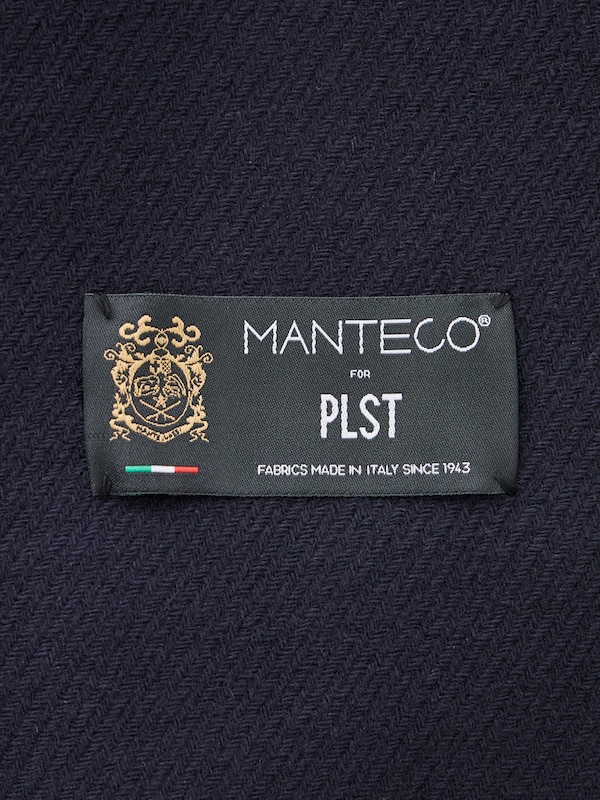 MANTECO®
FOR
PLST
FABRICS MADE IN ITALY SINCE 1943